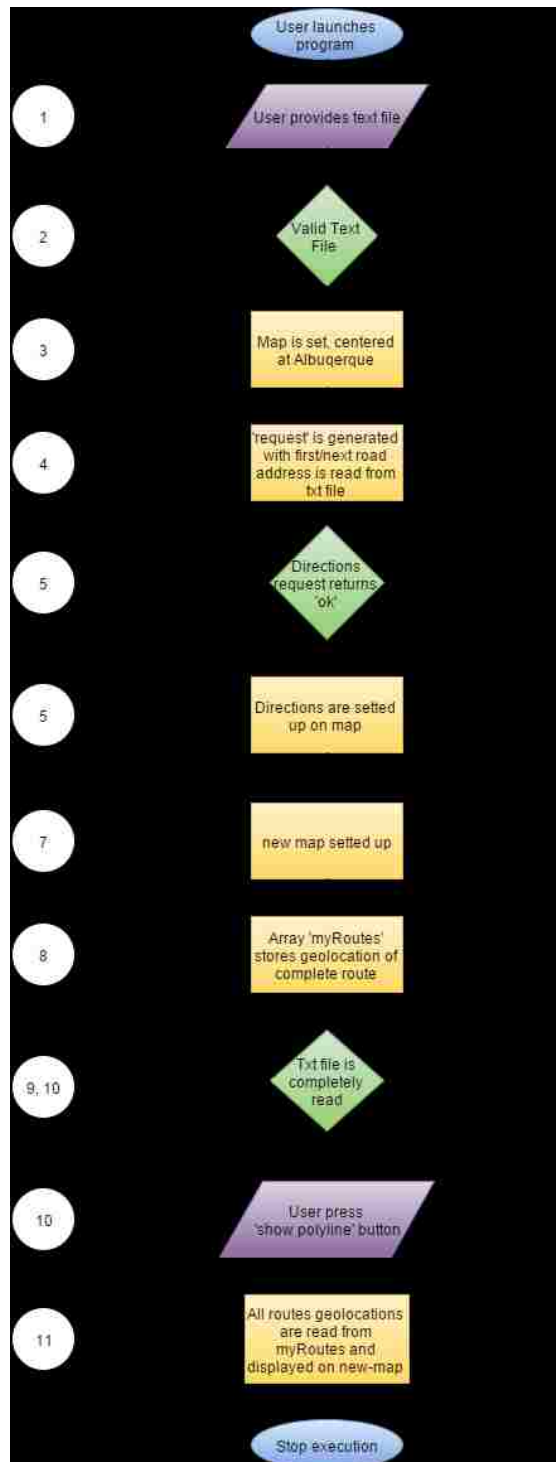 User launches
program
1
User provides text file
2
Valid Text
File
3
Map is set, centered
at Albuqerque
4
'request' is generated
with first/next road
address is read from
txt file
5
Directions
request returns
'ok'
5
Directions are setted
up on map
7
new map setted up
8
Array 'myRoutes'
stores geolocation of
complete route
9, 10
Txt file is
completely
read
10
User press
'show polyline' button
11
All routes geolocations
are read from
myRoutes and
displayed on new-map
Stop execution